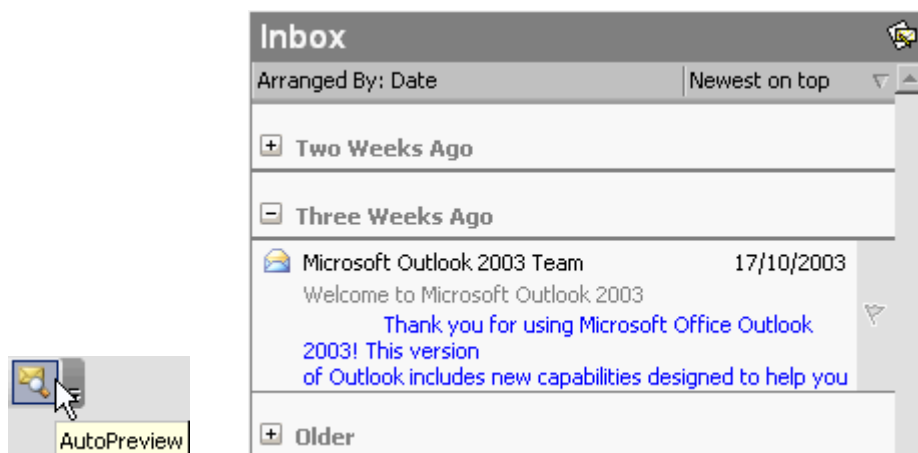 Inbox
Arranged By: Date Newest on top
Two Weeks Ago
Three Weeks Ago
Microsoft Outlook 2003 Team 17/10/2003
Welcome to Microsoft Outlook 2003
Thank you for using Microsoft Office Outlook
2003! This version
of Outlook includes new capabilities designed to help you
Older
AutoPreview